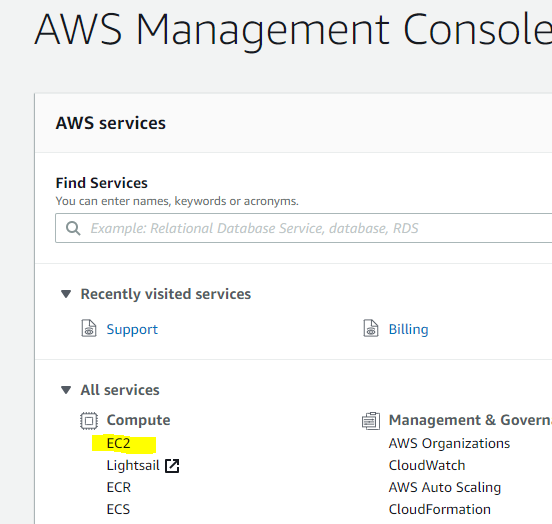 AWS Management Console
AWS services
Find Services
You can enter names, keywords or acronyms.
Example: Relational Database Service, database, RDS
Recently visited services
Support
Billing
All services
Compute
Management & Governa
EC2
AWS Organizations
Lightsail
CloudWatch
ECR
AWS Auto Scaling
ECS
CloudFormation